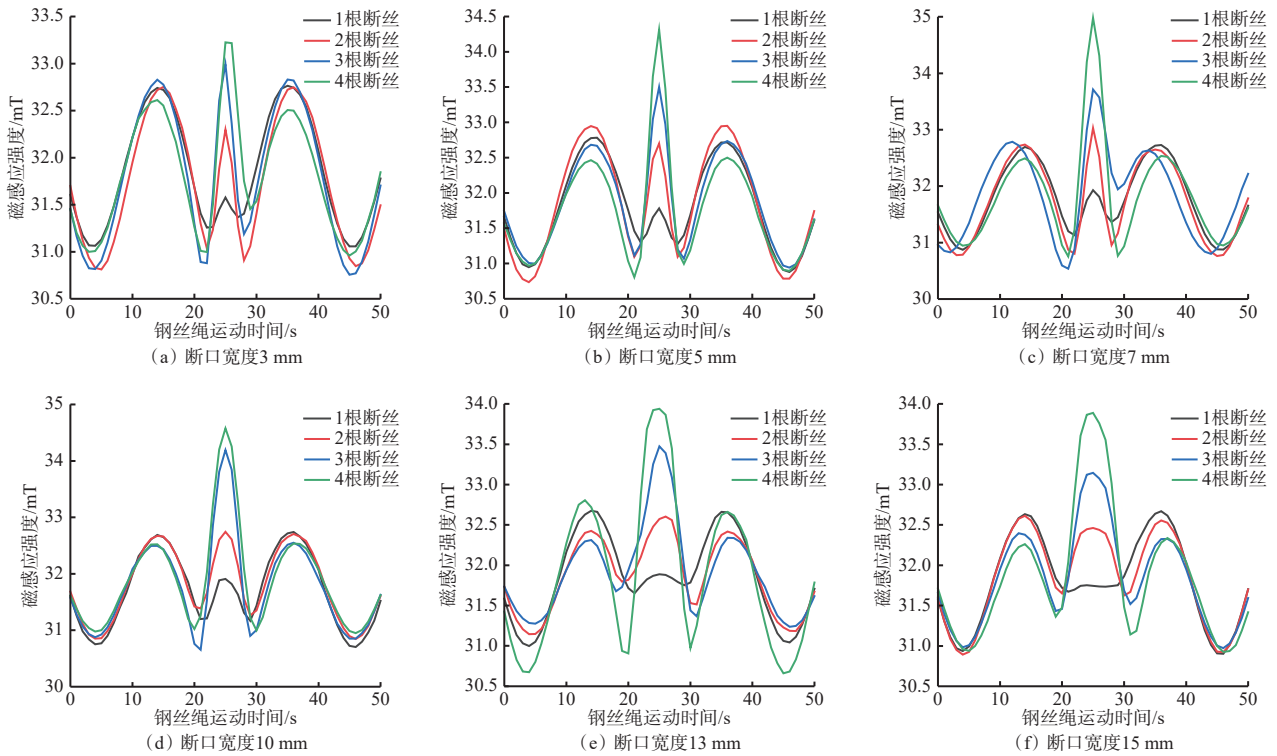 33.5
33.0
32.5
32.0
31.5
31.0
30.5
0 10 20 30 40 50
磁感应强度/mT
钢丝绳运动时间/s
1根断丝
2根断丝
3根断丝
4根断丝
(a) 断口宽度3 mm
34.5
34.0
33.5
33.0
32.5
32.0
31.5
31.0
30.5
0 10 20 30 40 50
磁感应强度/mT
钢丝绳运动时间/s
1根断丝
2根断丝
3根断丝
4根断丝
(b) 断口宽度5 mm
35
34
33
32
31
30
0 10 20 30 40 50
磁感应强度/mT
钢丝绳运动时间/s
1根断丝
2根断丝
3根断丝
4根断丝
(c) 断口宽度7 mm
35
34
33
32
31
30
0 10 20 30 40 50
磁感应强度/mT
钢丝绳运动时间/s
1根断丝
2根断丝
3根断丝
4根断丝
(d) 断口宽度10 mm
34.0
33.5
33.0
32.5
32.0
31.5
31.0
30.5
0 10 20 30 40 50
磁感应强度/mT
钢丝绳运动时间/s
1根断丝
2根断丝
3根断丝
4根断丝
(e) 断口宽度13 mm
34.0
33.5
33.0
32.5
32.0
31.5
31.0
30.5
0 10 20 30 40 50
磁感应强度/mT
钢丝绳运动时间/s
1根断丝
2根断丝
3根断丝
4根断丝
(f) 断口宽度15 mm